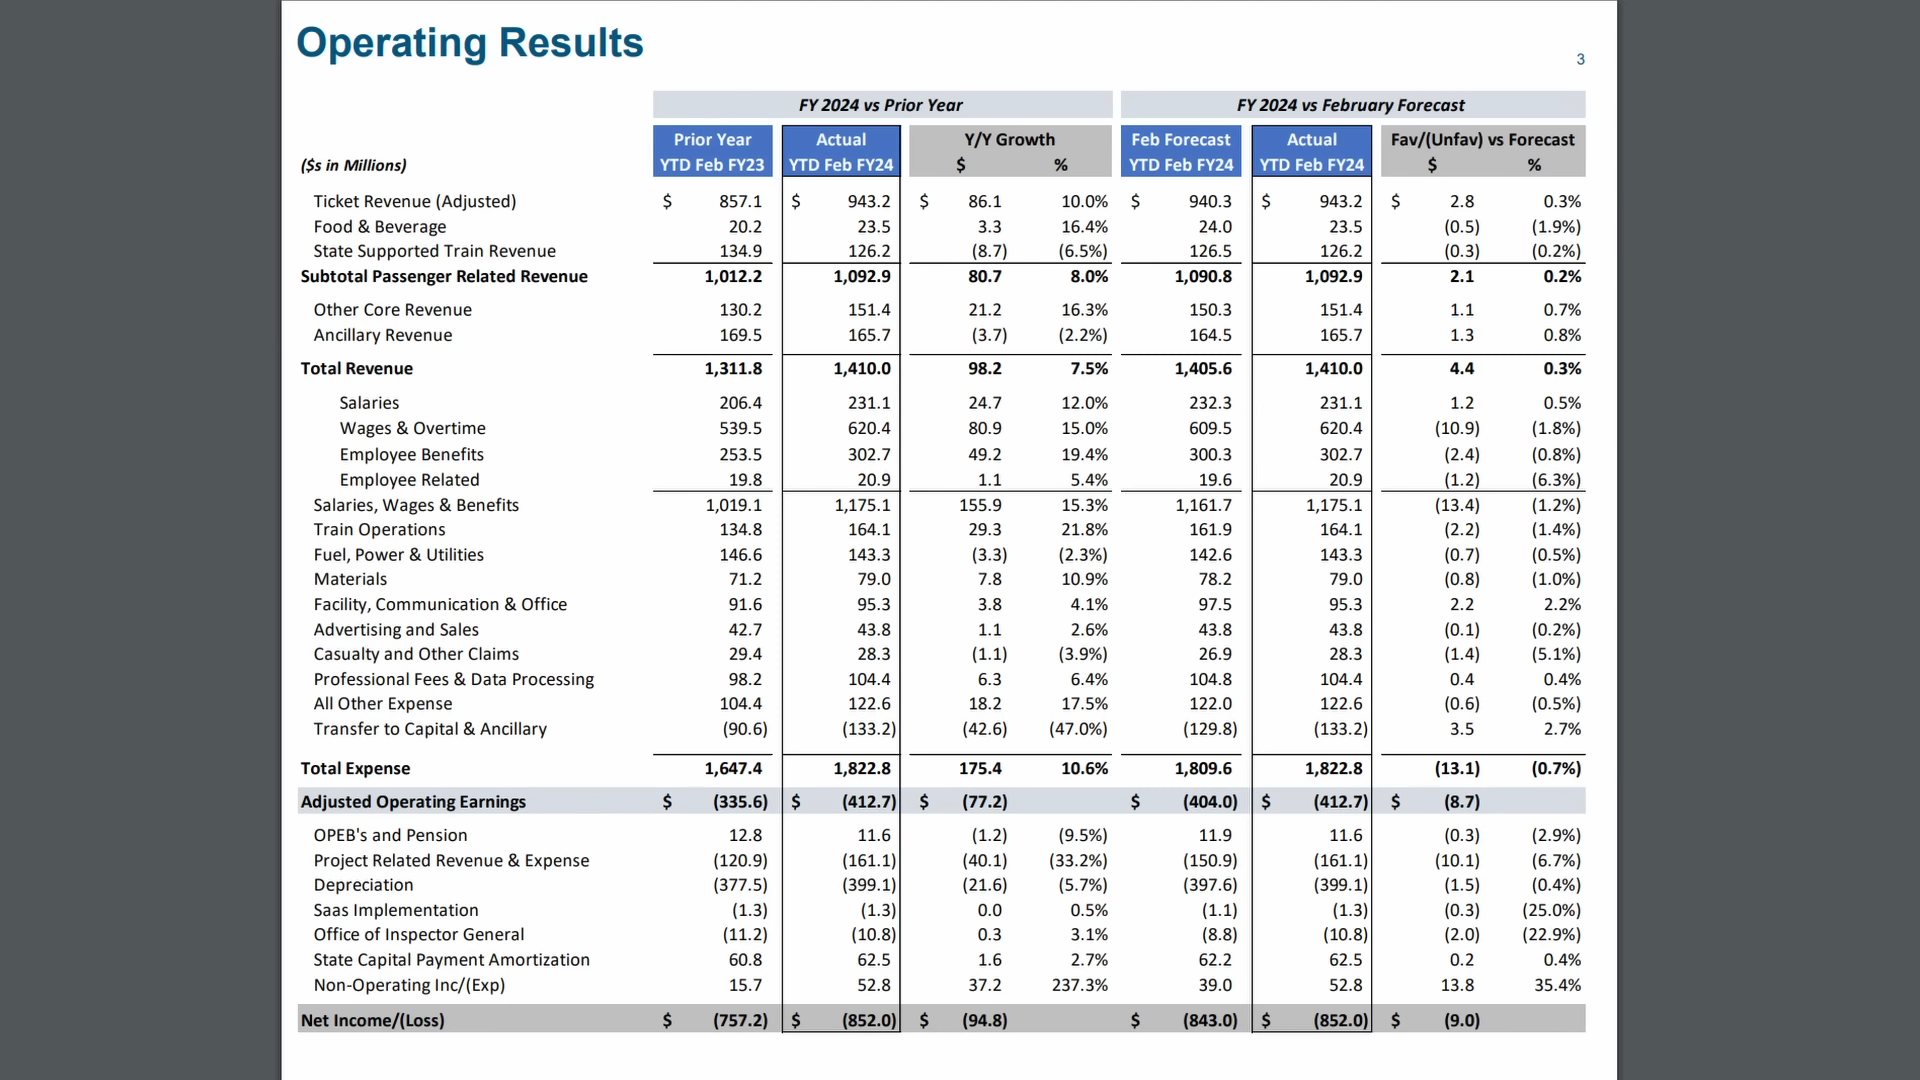 Operating Results
3
FY 2024 vs Prior Year FY 2024 vs February Forecast
Prior Year Actual Y/Y Growth Feb Forecast Actual Fav/(Unfav) vs Forecast
($s in Millions) YTD Feb FY23 YTD Feb FY24 $ % YTD Feb FY24 YTD Feb FY24 $ %
Ticket Revenue (Adjusted) $ 857.1 $ 943.2 $ 86.1 10.0% $ 940.3 $ 943.2 $ 2.8 0.3%
Food & Beverage 20.2 23.5 3.3 16.4% 24.0 23.5 (0.5) (1.9%)
State Supported Train Revenue 134.9 126.2 (8.7) (6.5%) 126.5 126.2 (0.3) (0.2%)
Subtotal Passenger Related Revenue 1,012.2 1,092.9 80.7 8.0% 1,090.8 1,092.9 2.1 0.2%
Other Core Revenue 130.2 151.4 21.2 16.3% 150.3 151.4 1.1 0.7%
Ancillary Revenue 169.5 165.7 (3.7) (2.2%) 164.5 165.7 1.3 0.8%
Total Revenue 1,311.8 1,410.0 98.2 7.5% 1,405.6 1,410.0 4.4 0.3%
Salaries 206.4 231.1 24.7 12.0% 232.3 231.1 1.2 0.5%
Wages & Overtime 539.5 620.4 80.9 15.0% 609.5 620.4 (10.9) (1.8%)
Employee Benefits 253.5 302.7 49.2 19.4% 300.3 302.7 (2.4) (0.8%)
Employee Related 19.8 20.9 1.1 5.4% 19.6 20.9 (1.2) (6.3%)
Salaries, Wages & Benefits 1,019.1 1,175.1 155.9 15.3% 1,161.7 1,175.1 (13.4) (1.2%)
Train Operations 134.8 164.1 29.3 21.8% 161.9 164.1 (2.2) (1.4%)
Fuel, Power & Utilities 146.6 143.3 (3.3) (2.3%) 142.6 143.3 (0.7) (0.5%)
Materials 71.2 79.0 7.8 10.9% 78.2 79.0 (0.8) (1.0%)
Facility, Communication & Office 91.6 95.3 3.8 4.1% 97.5 95.3 2.2 2.2%
Advertising and Sales 42.7 43.8 1.1 2.6% 43.8 43.8 (0.1) (0.2%)
Casualty and Other Claims 29.4 28.3 (1.1) (3.9%) 26.9 28.3 (1.4) (5.1%)
Professional Fees & Data Processing 98.2 104.4 6.3 6.4% 104.8 104.4 0.4 0.4%
All Other Expense 104.4 122.6 18.2 17.5% 122.0 122.6 (0.6) (0.5%)
Transfer to Capital & Ancillary (90.6) (133.2) (42.6) (47.0%) (129.8) (133.2) 3.5 2.7%
Total Expense 1,647.4 1,822.8 175.4 10.6% 1,809.6 1,822.8 (13.1) (0.7%)
Adjusted Operating Earnings $ (335.6) $ (412.7) $ (77.2) $ (404.0) $ (412.7) $ (8.7)
OPEB's and Pension 12.8 11.6 (1.2) (9.5%) 11.9 11.6 (0.3) (2.9%)
Project Related Revenue & Expense (120.9) (161.1) (40.1) (33.2%) (150.9) (161.1) (10.1) (6.7%)
Depreciation (377.5) (399.1) (21.6) (5.7%) (397.6) (399.1) (1.5) (0.4%)
Saas Implementation (1.3) (1.3) 0.0 0.5% (1.1) (1.3) (0.3) (25.0%)
Office of Inspector General (11.2) (10.8) 0.3 3.1% (8.8) (10.8) (2.0) (22.9%)
State Capital Payment Amortization 60.8 62.5 1.6 2.7% 62.2 62.5 0.2 0.4%
Non-Operating Inc/(Exp) 15.7 52.8 37.2 237.3% 39.0 52.8 13.8 35.4%
Net Income/(Loss) $ (757.2) $ (852.0) $ (94.8) $ (843.0) $ (852.0) $ (9.0)